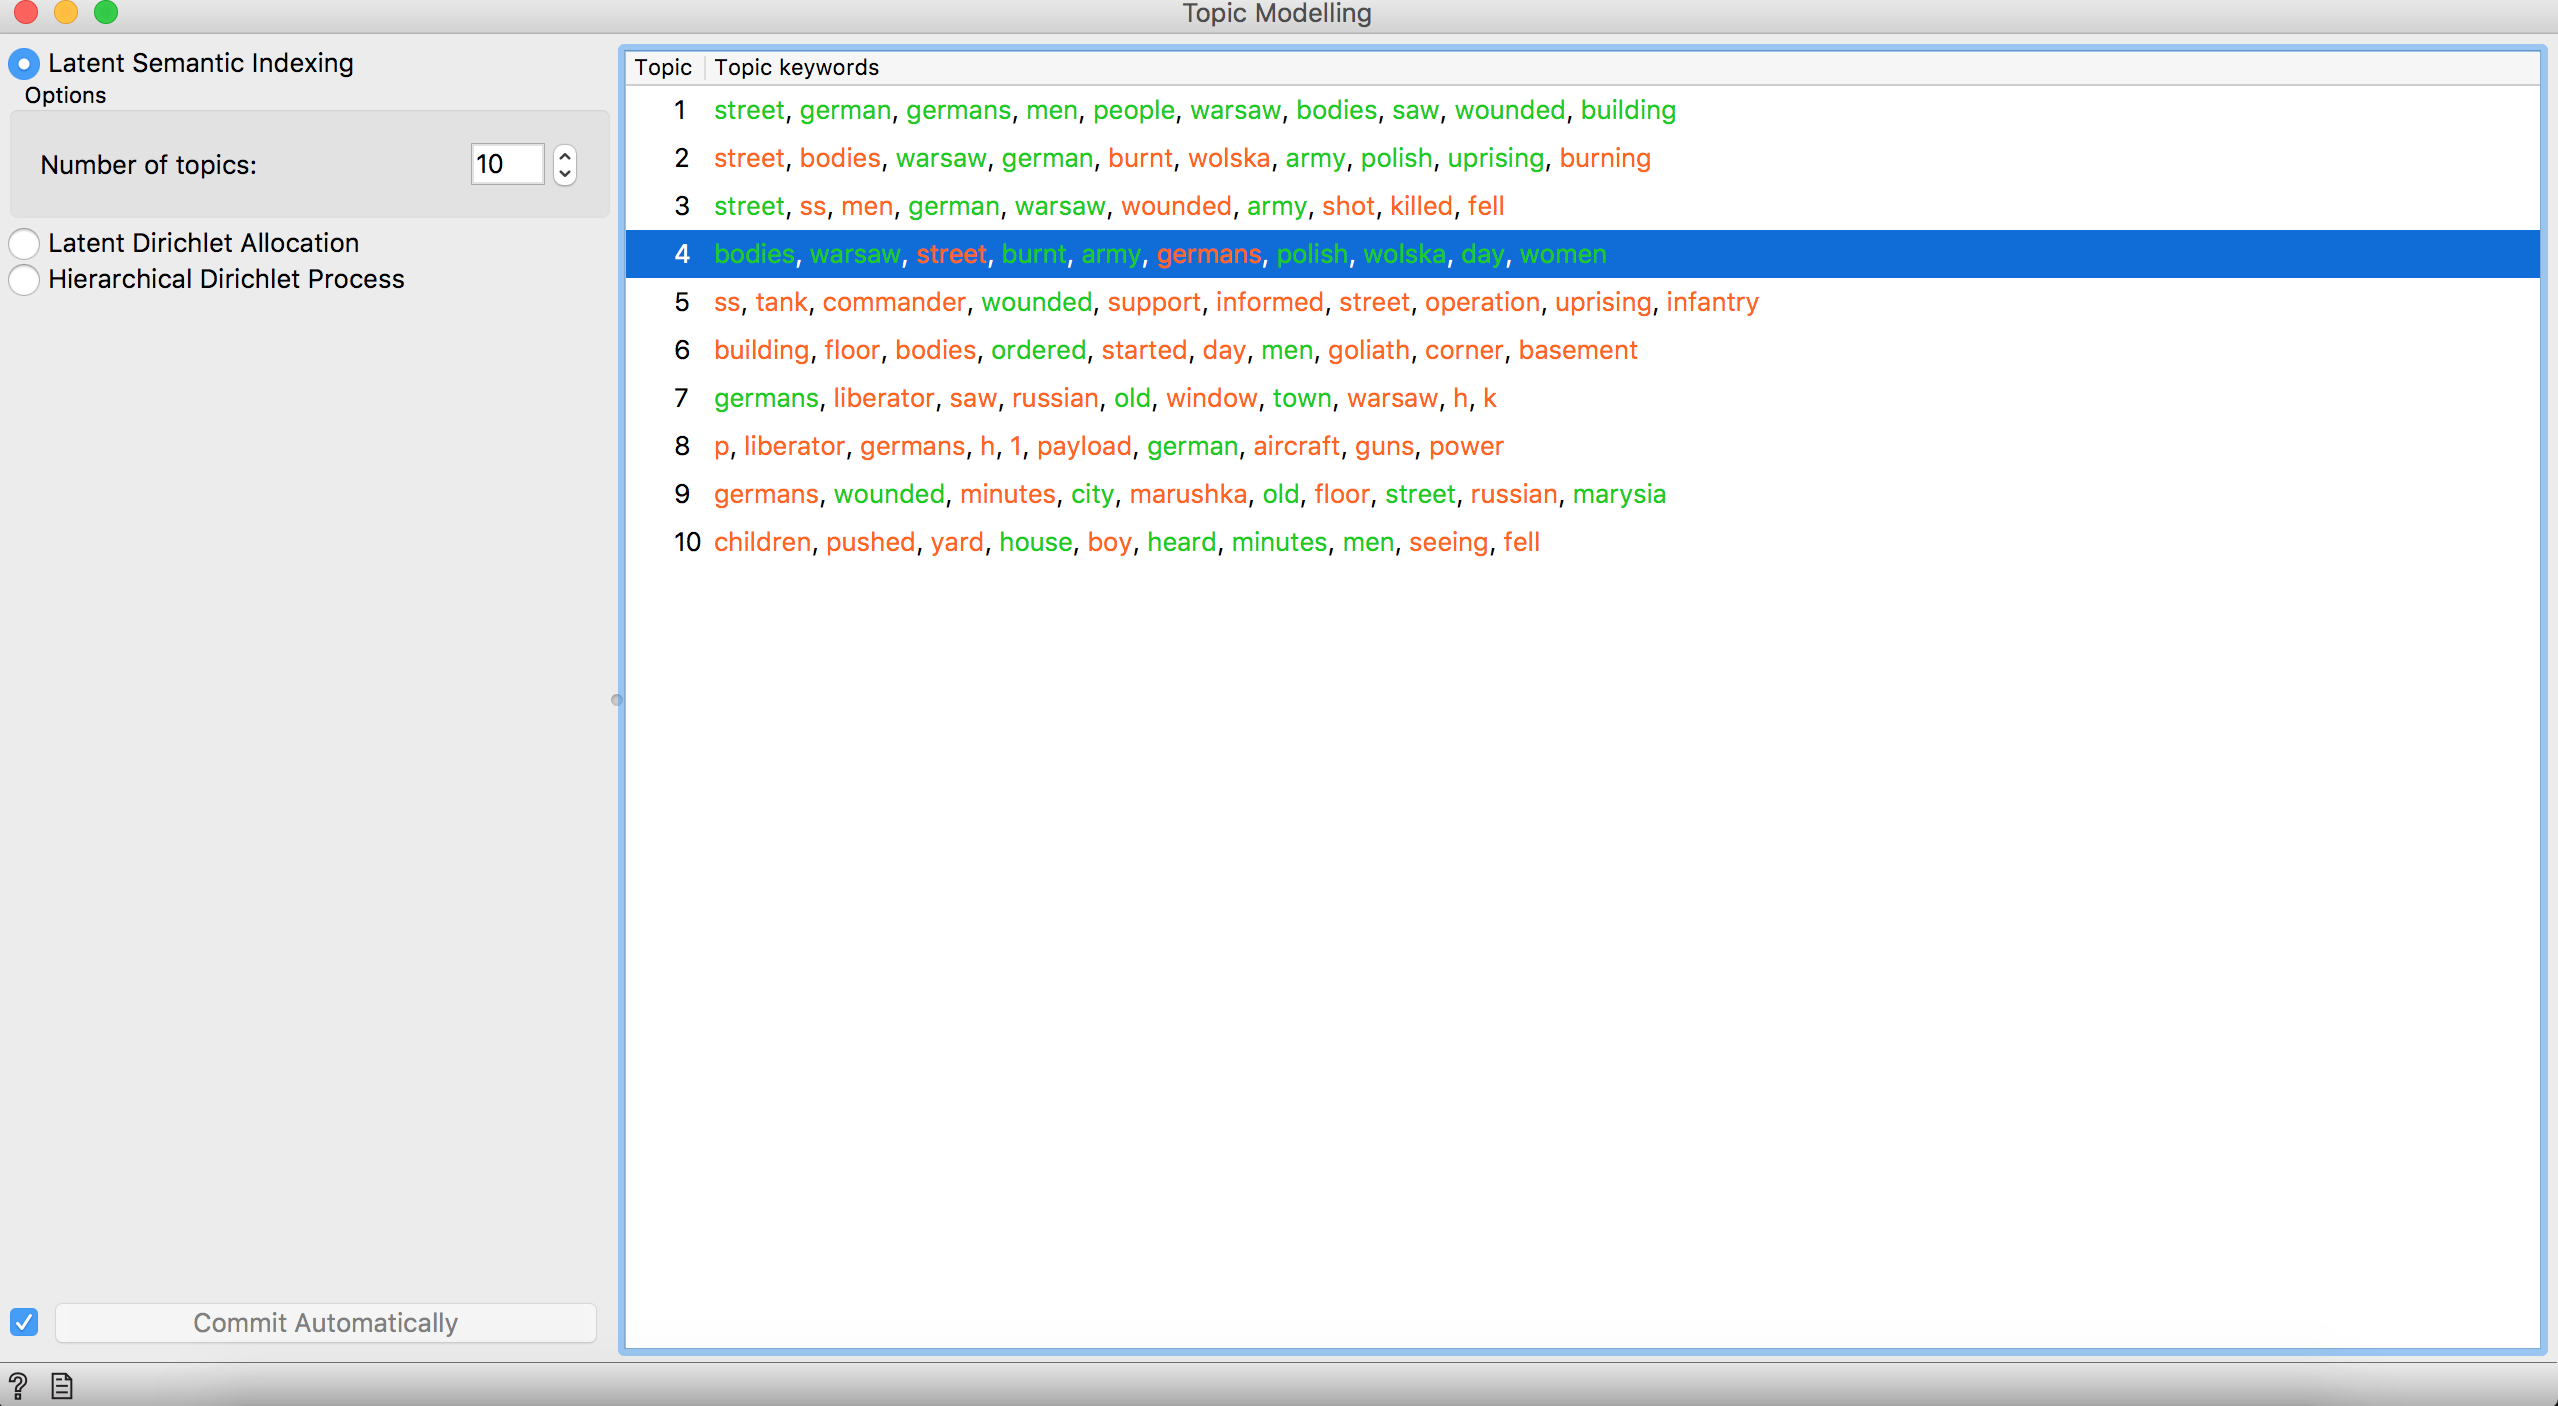 Topic Modelling
Latent Semantic Indexing
Options
Number of topics: 10
Latent Dirichlet Allocation
Hierarchical Dirichlet Process
Commit Automatically
Topic Topic keywords
1 street, german, germans, men, people, warsaw, bodies, saw, wounded, building
2 street, bodies, warsaw, german, burnt, wolska, army, polish, uprising, burning
3 street, ss, men, german, warsaw, wounded, army, shot, killed, fell
4 bodies, warsaw, street, burnt, army, germans, polish, wolska, day, women
5 ss, tank, commander, wounded, support, informed, street, operation, uprising, infantry
6 building, floor, bodies, ordered, started, day, men, goliath, corner, basement
7 germans, liberator, saw, russian, old, window, town, warsaw, h, k
8 p, liberator, germans, h, 1, payload, german, aircraft, guns, power
9 germans, wounded, minutes, city, marushka, old, floor, street, russian, marysia
10 children, pushed, yard, house, boy, heard, minutes, men, seeing, fell
?